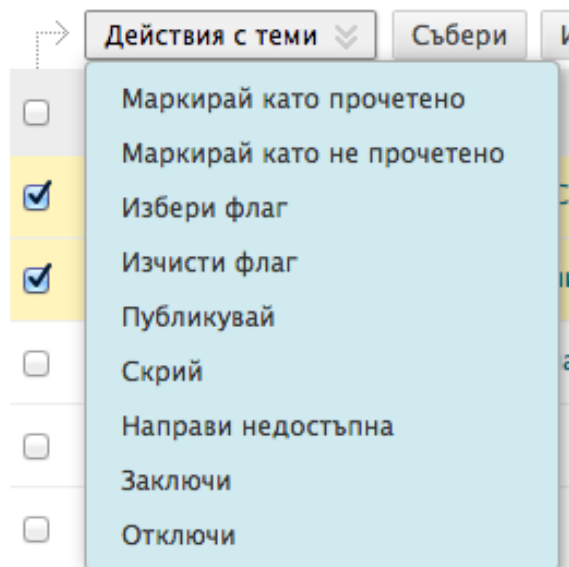 Действия с теми Събери
Маркирай като прочетено
Маркирай като не прочетено
Избери флаг
Изчисти флаг
Публикувай
Скрий
Направи недостъпна
Заключи
Отключи